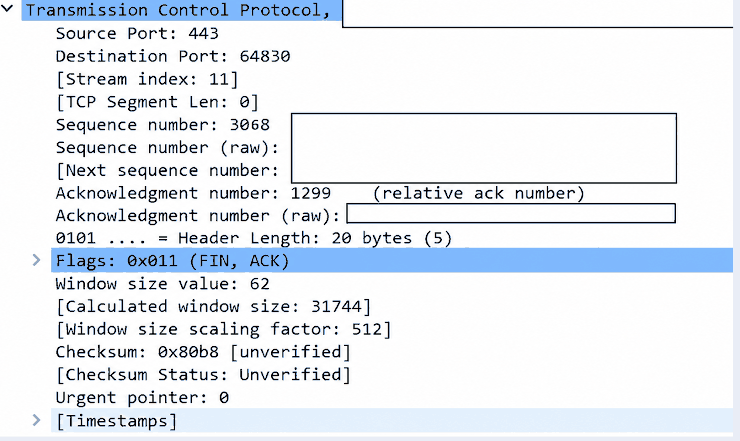 Transmission Control Protocol,
Source Port: 443
Destination Port: 64830
[Stream index: 11]
[TCP Segment Len: 0]
Sequence number: 3068
Sequence number (raw):
[Next sequence number:
Acknowledgment number: 1299    (relative ack number)
Acknowledgment number (raw):
0101 .... = Header Length: 20 bytes (5)
Flags: 0x011 (FIN, ACK)
Window size value: 62
[Calculated window size: 31744]
[Window size scaling factor: 512]
Checksum: 0x80b8 [unverified]
[Checksum Status: Unverified]
Urgent pointer: 0
[Timestamps]